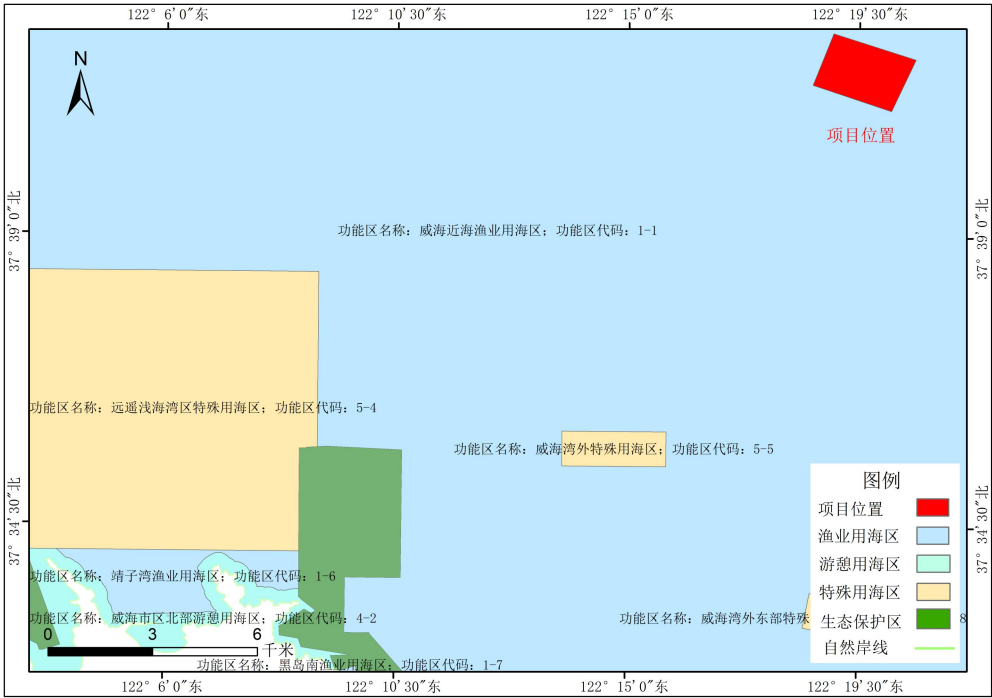 122° 6′0″东
122° 10′30″东
122° 15′0″东
122° 19′30″东
N
项目位置
37° 39′0″北
37° 39′0″北
功能区名称：威海近海渔业用海区；功能区代码：1-1
功能区名称：远遥浅海湾区特殊用海区；功能区代码：5-4
功能区名称：威海湾外特殊用海区；功能区代码：5-5
37° 34′30″北
37° 34′30″北
功能区名称：靖子湾渔业用海区；功能区代码：1-6
功能区名称：威海市区北部游憩用海区；功能区代码：4-2
功能区名称：威海湾外东部特殊
8
0 3 6
千米
功能区名称：黑岛南渔业用海区；功能区代码：1-7
图例
项目位置
渔业用海区
游憩用海区
特殊用海区
生态保护区
自然岸线
122° 6′0″东
122° 10′30″东
122° 15′0″东
122° 19′30″东